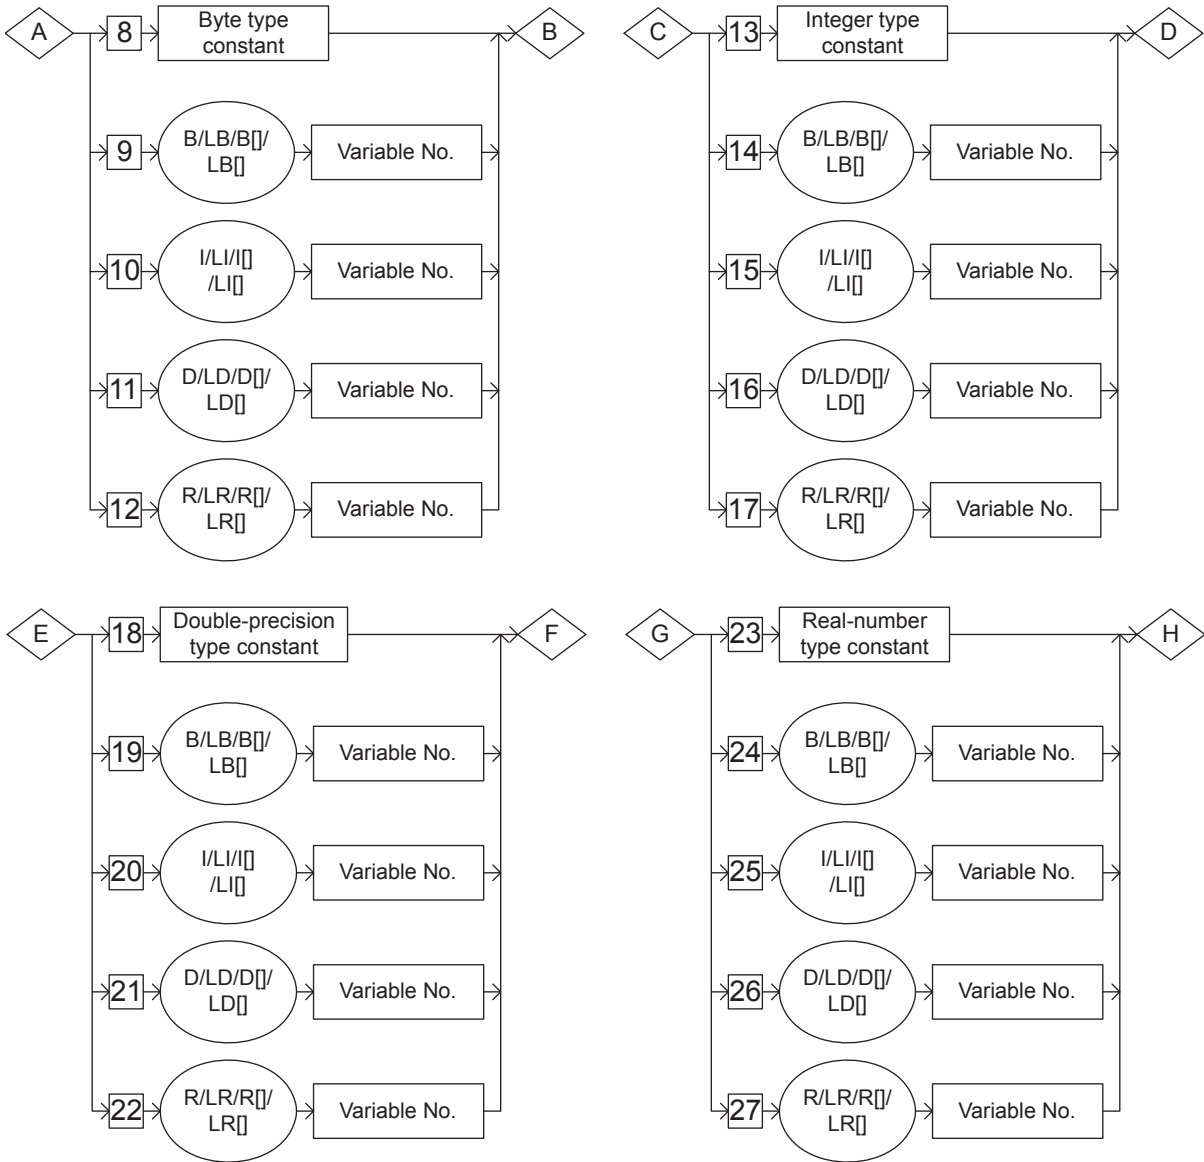 A
8
Byte type
constant
B
9
B/LB/B[]/
LB[]
Variable No.
10
I/LI/I[]
/LI[]
Variable No.
11
D/LD/D[]/
LD[]
Variable No.
12
R/LR/R[]/
LR[]
Variable No.
C
13
Integer type
constant
D
14
B/LB/B[]/
LB[]
Variable No.
15
I/LI/I[]
/LI[]
Variable No.
16
D/LD/D[]/
LD[]
Variable No.
17
R/LR/R[]/
LR[]
Variable No.
E
18
Double-precision
type constant
F
19
B/LB/B[]/
LB[]
Variable No.
20
I/LI/I[]
/LI[]
Variable No.
21
D/LD/D[]/
LD[]
Variable No.
22
R/LR/R[]/
LR[]
Variable No.
G
23
Real-number
type constant
H
24
B/LB/B[]/
LB[]
Variable No.
25
I/LI/I[]
/LI[]
Variable No.
26
D/LD/D[]/
LD[]
Variable No.
27
R/LR/R[]/
LR[]
Variable No.